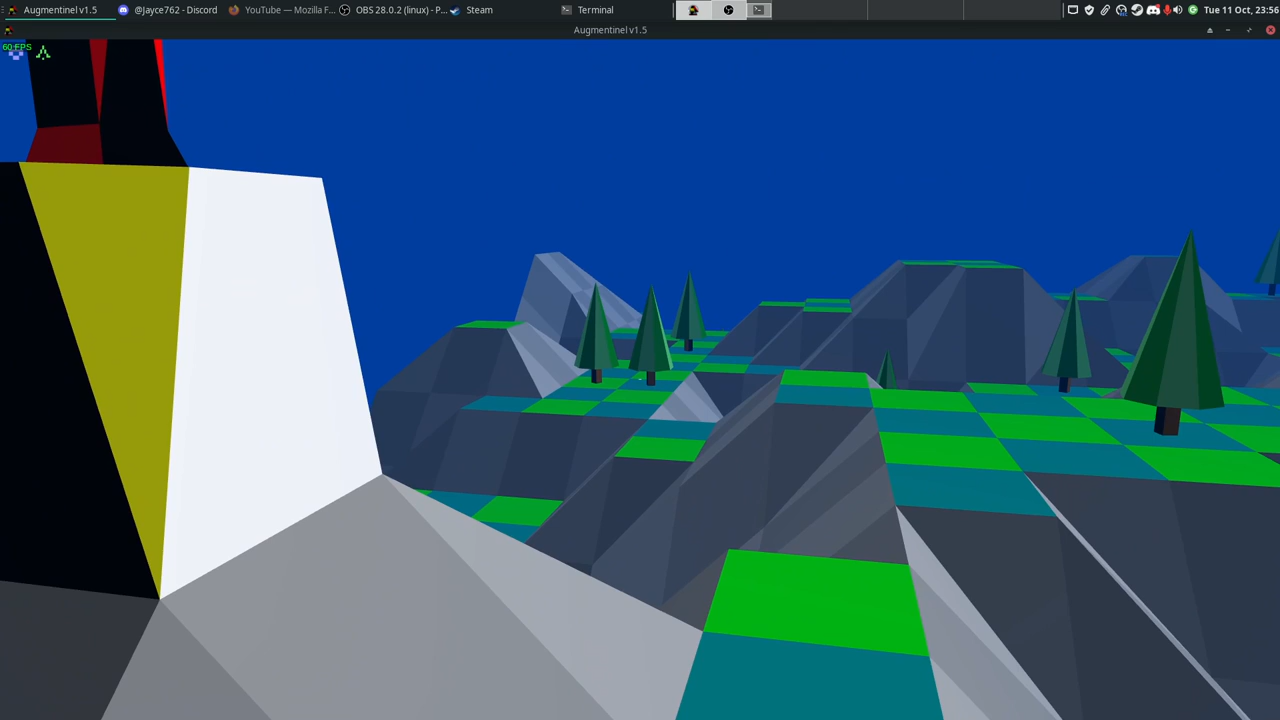 Augmentinel v1.5
@Jayce762 - Discord
YouTube — Mozilla F...
OBS 28.0.2 (linux) - P...
Steam
Terminal
Tue 11 Oct, 23:56
Augmentinel v1.5
60 FPS